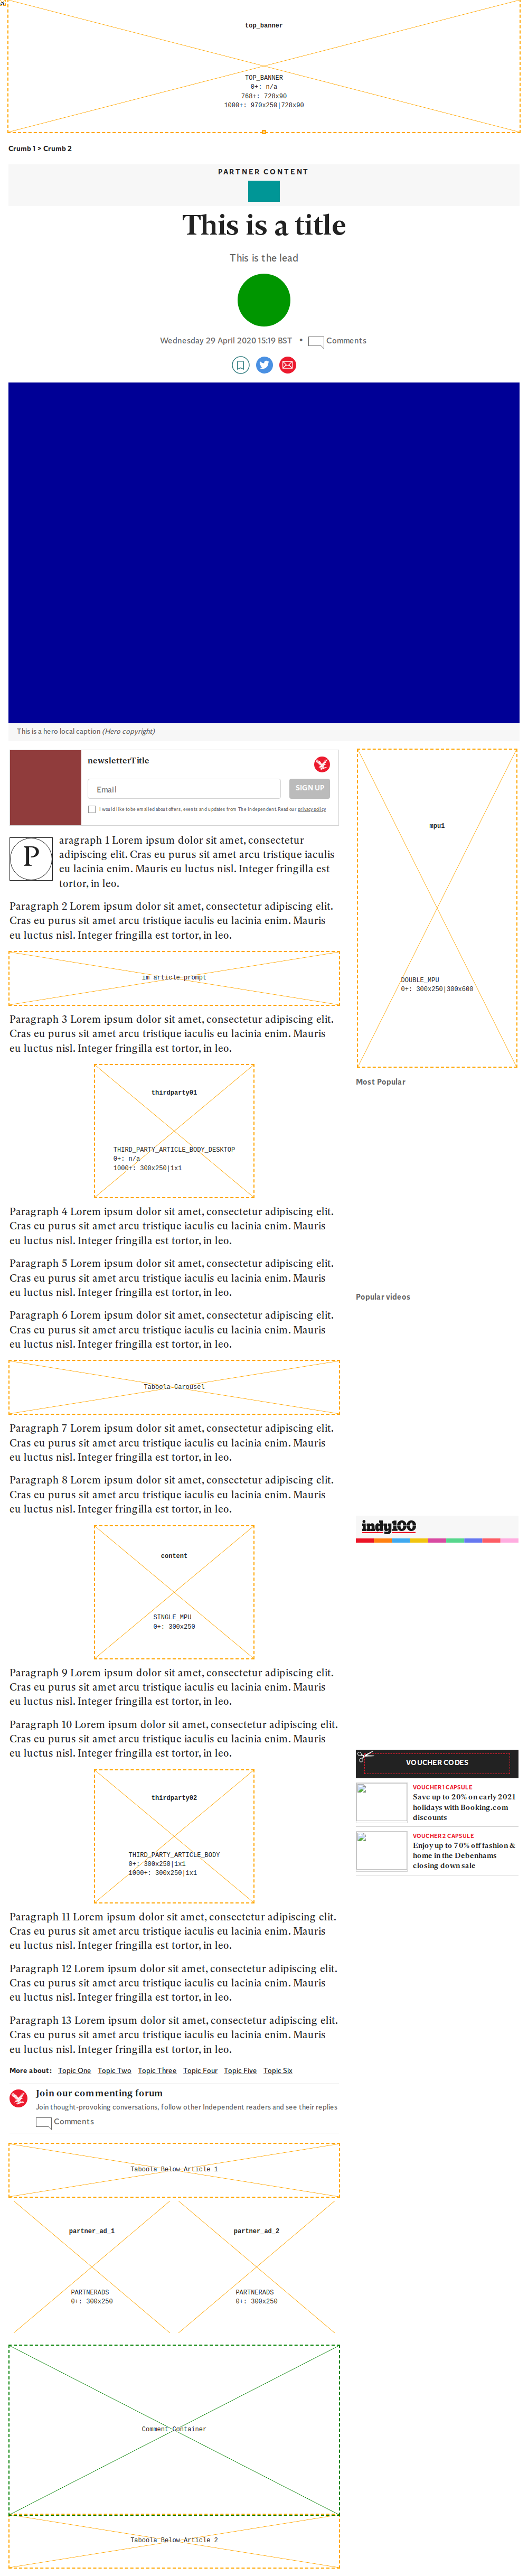 top_banner
TOP_BANNER
0+: n/a
768+: 728x90
1000+: 970x250|728x90
Crumb 1 > Crumb 2
PARTNER CONTENT
This is a title
This is the lead
Wednesday 29 April 2020 15:19 BST • Comments
This is a hero local caption (Hero copyright)
newsletterTitle
Email
SIGN UP
I would like to be emailed about offers, events and updates from The Independent. Read our privacy policy
Paragraph 1 Lorem ipsum dolor sit amet, consectetur
adipiscing elit. Cras eu purus sit amet arcu tristique iaculis
eu lacinia enim. Mauris eu luctus nisl. Integer fringilla est
tortor, in leo.
Paragraph 2 Lorem ipsum dolor sit amet, consectetur adipiscing elit.
Cras eu purus sit amet arcu tristique iaculis eu lacinia enim. Mauris
eu luctus nisl. Integer fringilla est tortor, in leo.
im article prompt
Paragraph 3 Lorem ipsum dolor sit amet, consectetur adipiscing elit.
Cras eu purus sit amet arcu tristique iaculis eu lacinia enim. Mauris
eu luctus nisl. Integer fringilla est tortor, in leo.
thirdparty01
THIRD_PARTY_ARTICLE_BODY_DESKTOP
0+: n/a
1000+: 300x250|1x1
Paragraph 4 Lorem ipsum dolor sit amet, consectetur adipiscing elit.
Cras eu purus sit amet arcu tristique iaculis eu lacinia enim. Mauris
eu luctus nisl. Integer fringilla est tortor, in leo.
Paragraph 5 Lorem ipsum dolor sit amet, consectetur adipiscing elit.
Cras eu purus sit amet arcu tristique iaculis eu lacinia enim. Mauris
eu luctus nisl. Integer fringilla est tortor, in leo.
Paragraph 6 Lorem ipsum dolor sit amet, consectetur adipiscing elit.
Cras eu purus sit amet arcu tristique iaculis eu lacinia enim. Mauris
eu luctus nisl. Integer fringilla est tortor, in leo.
Taboola Carousel
Paragraph 7 Lorem ipsum dolor sit amet, consectetur adipiscing elit.
Cras eu purus sit amet arcu tristique iaculis eu lacinia enim. Mauris
eu luctus nisl. Integer fringilla est tortor, in leo.
Paragraph 8 Lorem ipsum dolor sit amet, consectetur adipiscing elit.
Cras eu purus sit amet arcu tristique iaculis eu lacinia enim. Mauris
eu luctus nisl. Integer fringilla est tortor, in leo.
content
SINGLE_MPU
0+: 300x250
Paragraph 9 Lorem ipsum dolor sit amet, consectetur adipiscing elit.
Cras eu purus sit amet arcu tristique iaculis eu lacinia enim. Mauris
eu luctus nisl. Integer fringilla est tortor, in leo.
Paragraph 10 Lorem ipsum dolor sit amet, consectetur adipiscing elit.
Cras eu purus sit amet arcu tristique iaculis eu lacinia enim. Mauris
eu luctus nisl. Integer fringilla est tortor, in leo.
thirdparty02
THIRD_PARTY_ARTICLE_BODY
0+: 300x250|1x1
1000+: 300x250|1x1
Paragraph 11 Lorem ipsum dolor sit amet, consectetur adipiscing elit.
Cras eu purus sit amet arcu tristique iaculis eu lacinia enim. Mauris
eu luctus nisl. Integer fringilla est tortor, in leo.
Paragraph 12 Lorem ipsum dolor sit amet, consectetur adipiscing elit.
Cras eu purus sit amet arcu tristique iaculis eu lacinia enim. Mauris
eu luctus nisl. Integer fringilla est tortor, in leo.
Paragraph 13 Lorem ipsum dolor sit amet, consectetur adipiscing elit.
Cras eu purus sit amet arcu tristique iaculis eu lacinia enim. Mauris
eu luctus nisl. Integer fringilla est tortor, in leo.
More about: Topic One Topic Two Topic Three Topic Four Topic Five Topic Six
Join our commenting forum
Join thought-provoking conversations, follow other Independent readers and see their replies
Comments
Taboola Below Article 1
partner_ad_1
PARTNERADS
0+: 300x250
partner_ad_2
PARTNERADS
0+: 300x250
Comment Container
Taboola Below Article 2
mpu1
DOUBLE_MPU
0+: 300x250|300x600
Most Popular
Popular videos
indy100
VOUCHER CODES
VOUCHER 1 CAPSULE
Save up to 20% on early 2021
holidays with Booking.com
discounts
VOUCHER 2 CAPSULE
Enjoy up to 70% off fashion &
home in the Debenhams
closing down sale